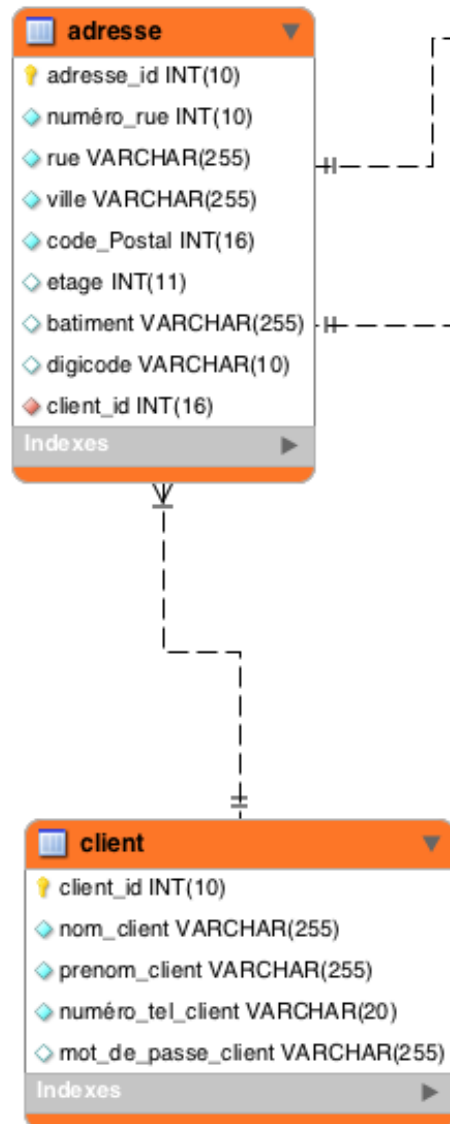 adresse
adresse_id INT(10)
numéro_rue INT(10)
rue VARCHAR(255)
ville VARCHAR(255)
code_Postal INT(16)
etage INT(11)
batiment VARCHAR(255)
digicode VARCHAR(10)
client_id INT(16)
Indexes
client
client_id INT(10)
nom_client VARCHAR(255)
prenom_client VARCHAR(255)
numéro_tel_client VARCHAR(20)
mot_de_passe_client VARCHAR(255)
Indexes